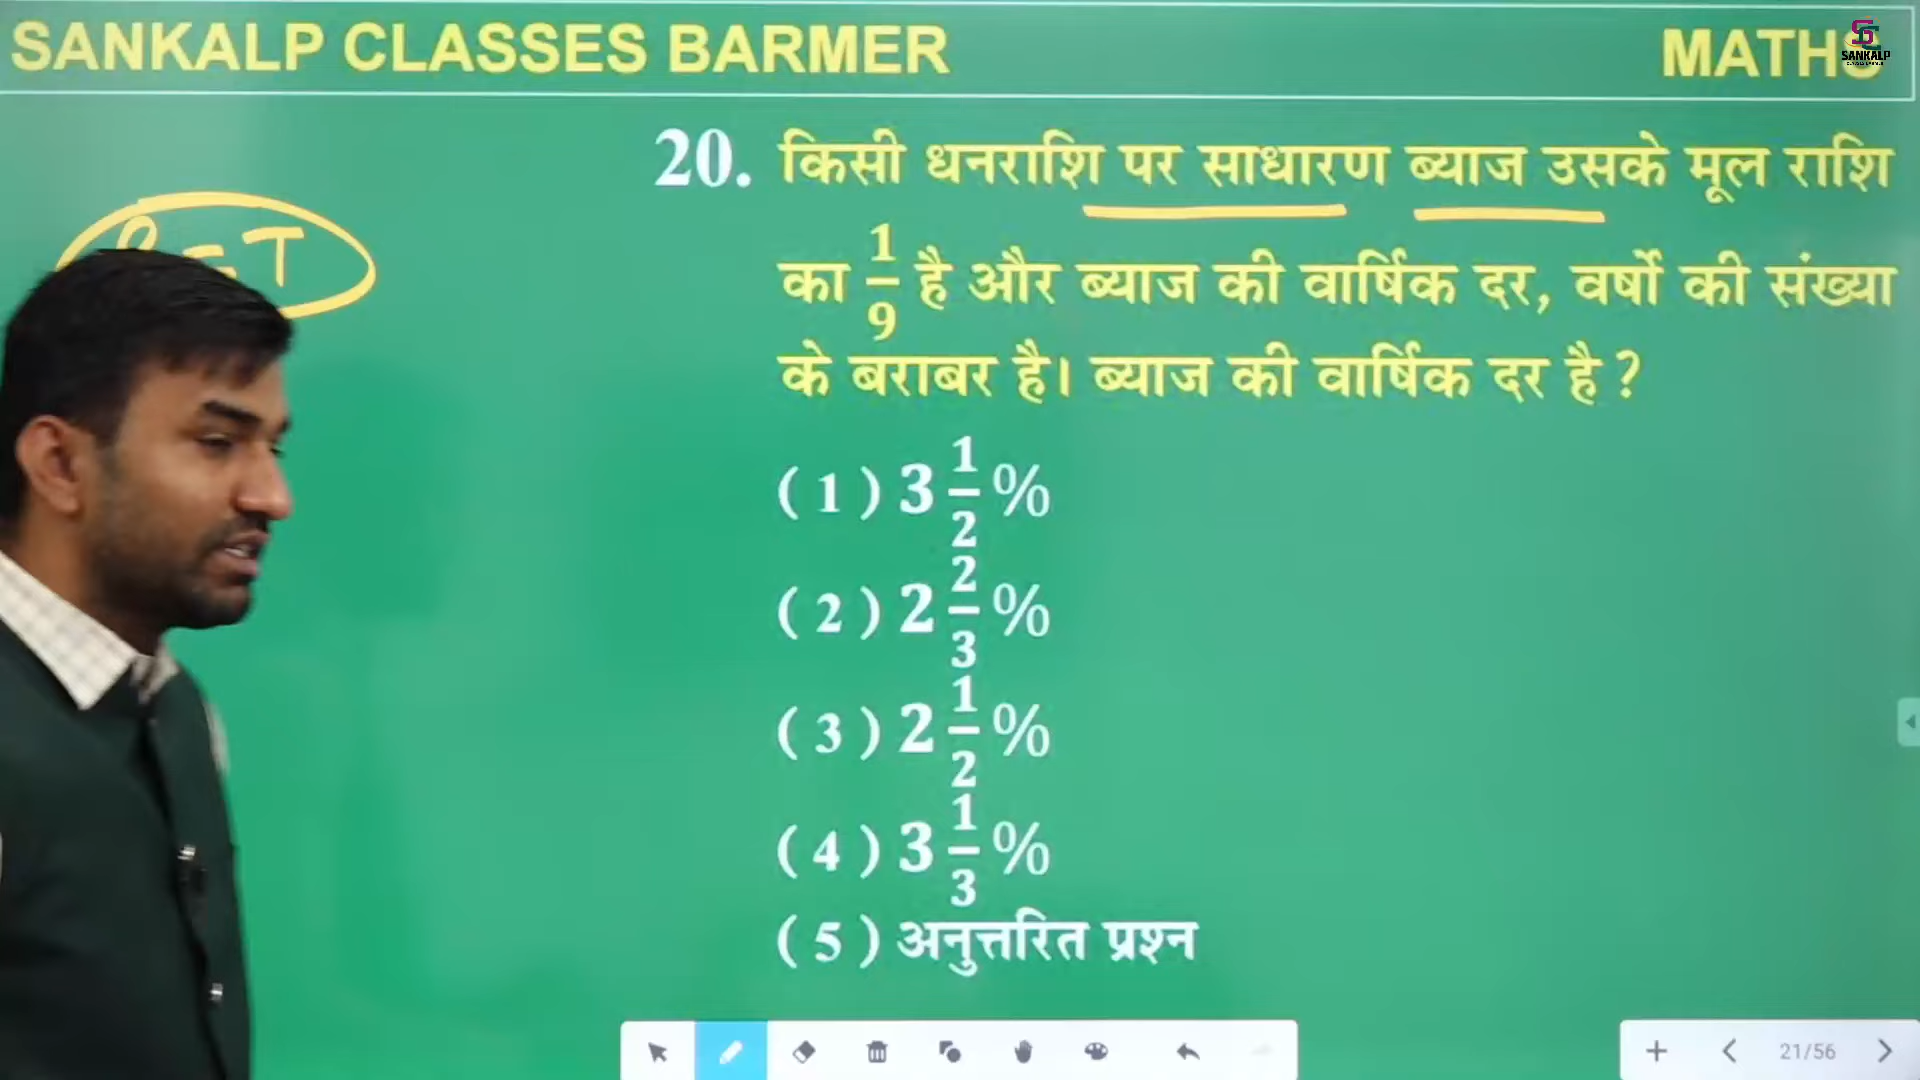 SANKALP CLASSES BARMER
MATHS
SANKALP
20. किसी धनराशि पर साधारण ब्याज उसके मूल राशि
का 1/9 है और ब्याज की वार्षिक दर, वर्षो की संख्या
के बराबर है। ब्याज की वार्षिक दर है ?
= T
( 1 ) 3 1/2 %
( 2 ) 2 2/3 %
( 3 ) 2 1/2 %
( 4 ) 3 1/3 %
( 5 ) अनुत्तरित प्रश्न
21/56